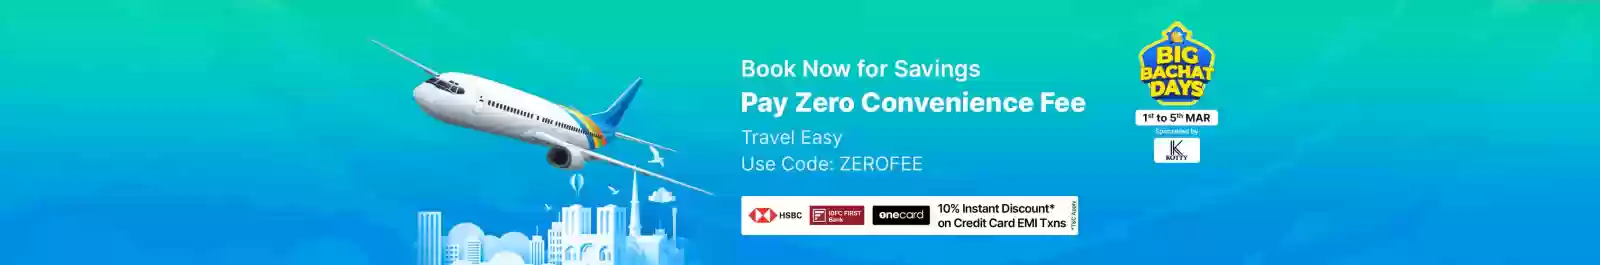 Book Now for Savings
Pay Zero Convenience Fee
Travel Easy
Use Code: ZEROFEE
HSBC
IDFC FIRST
Bank
onecard
10% Instant Discount*
on Credit Card EMI Txns
*T&C Apply
BIG
BACHAT
DAYS
1st to 5th MAR
Sponsored by
K
KOTTY